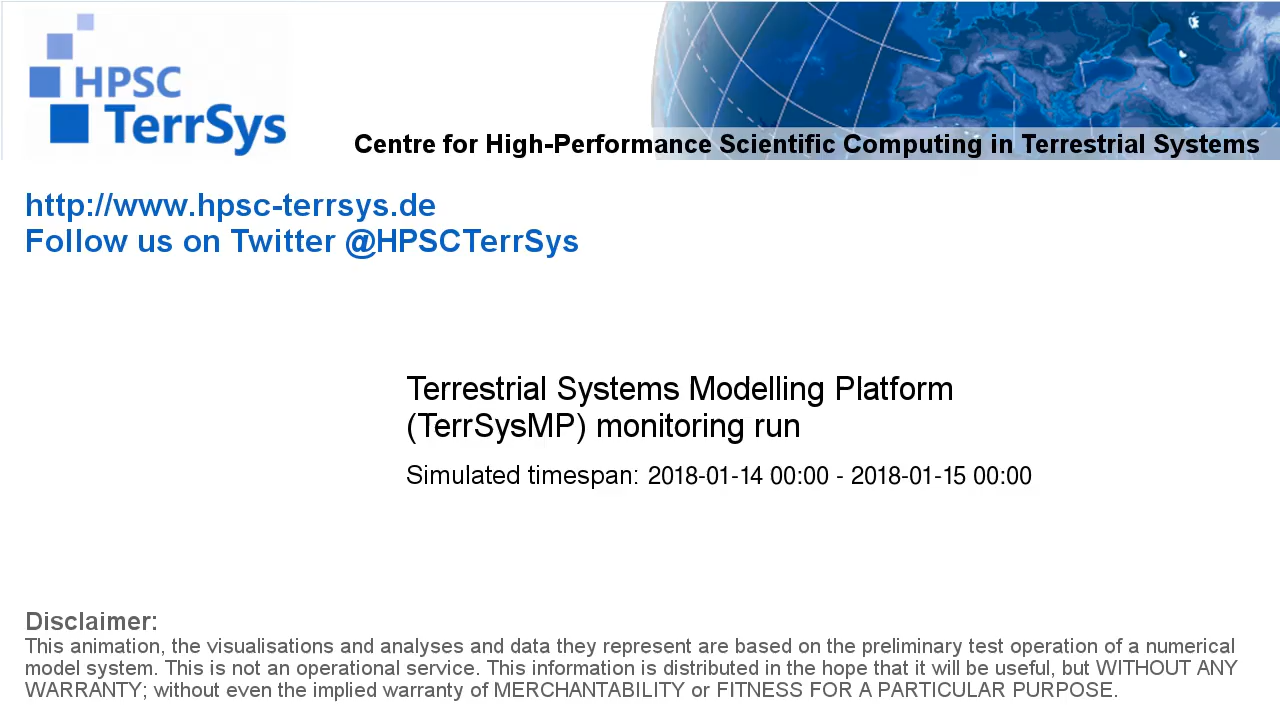 HPSC
TerrSys
Centre for High-Performance Scientific Computing in Terrestrial Systems
http://www.hpsc-terrsys.de
Follow us on Twitter @HPSCTerrSys
Terrestrial Systems Modelling Platform
(TerrSysMP) monitoring run
Simulated timespan: 2018-01-14 00:00 - 2018-01-15 00:00
Disclaimer:
This animation, the visualisations and analyses and data they represent are based on the preliminary test operation of a numerical
model system. This is not an operational service. This information is distributed in the hope that it will be useful, but WITHOUT ANY
WARRANTY; without even the implied warranty of MERCHANTABILITY or FITNESS FOR A PARTICULAR PURPOSE.